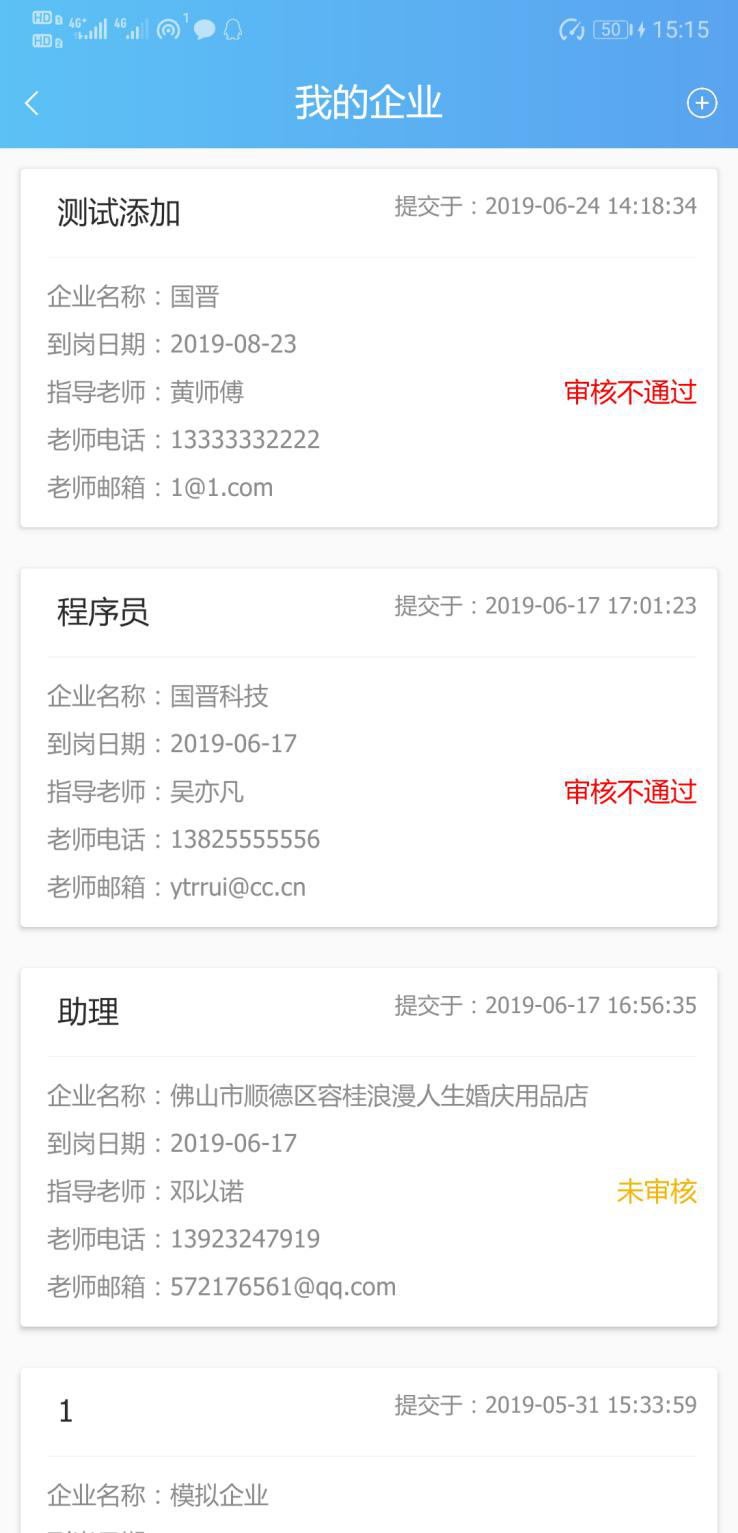 HD 1 4G+ 4G 1 50 15:15
HD 2
我的企业
测试添加 提交于：2019-06-24 14:18:34
企业名称：国晋
到岗日期：2019-08-23
指导老师：黄师傅 审核不通过
老师电话：13333332222
老师邮箱：1@1.com
程序员 提交于：2019-06-17 17:01:23
企业名称：国晋科技
到岗日期：2019-06-17
指导老师：吴亦凡 审核不通过
老师电话：13825555556
老师邮箱：ytrrui@cc.cn
助理 提交于：2019-06-17 16:56:35
企业名称：佛山市顺德区容桂浪漫人生婚庆用品店
到岗日期：2019-06-17
指导老师：邓以诺 未审核
老师电话：13923247919
老师邮箱：572176561@qq.com
1 提交于：2019-05-31 15:33:59
企业名称：模拟企业